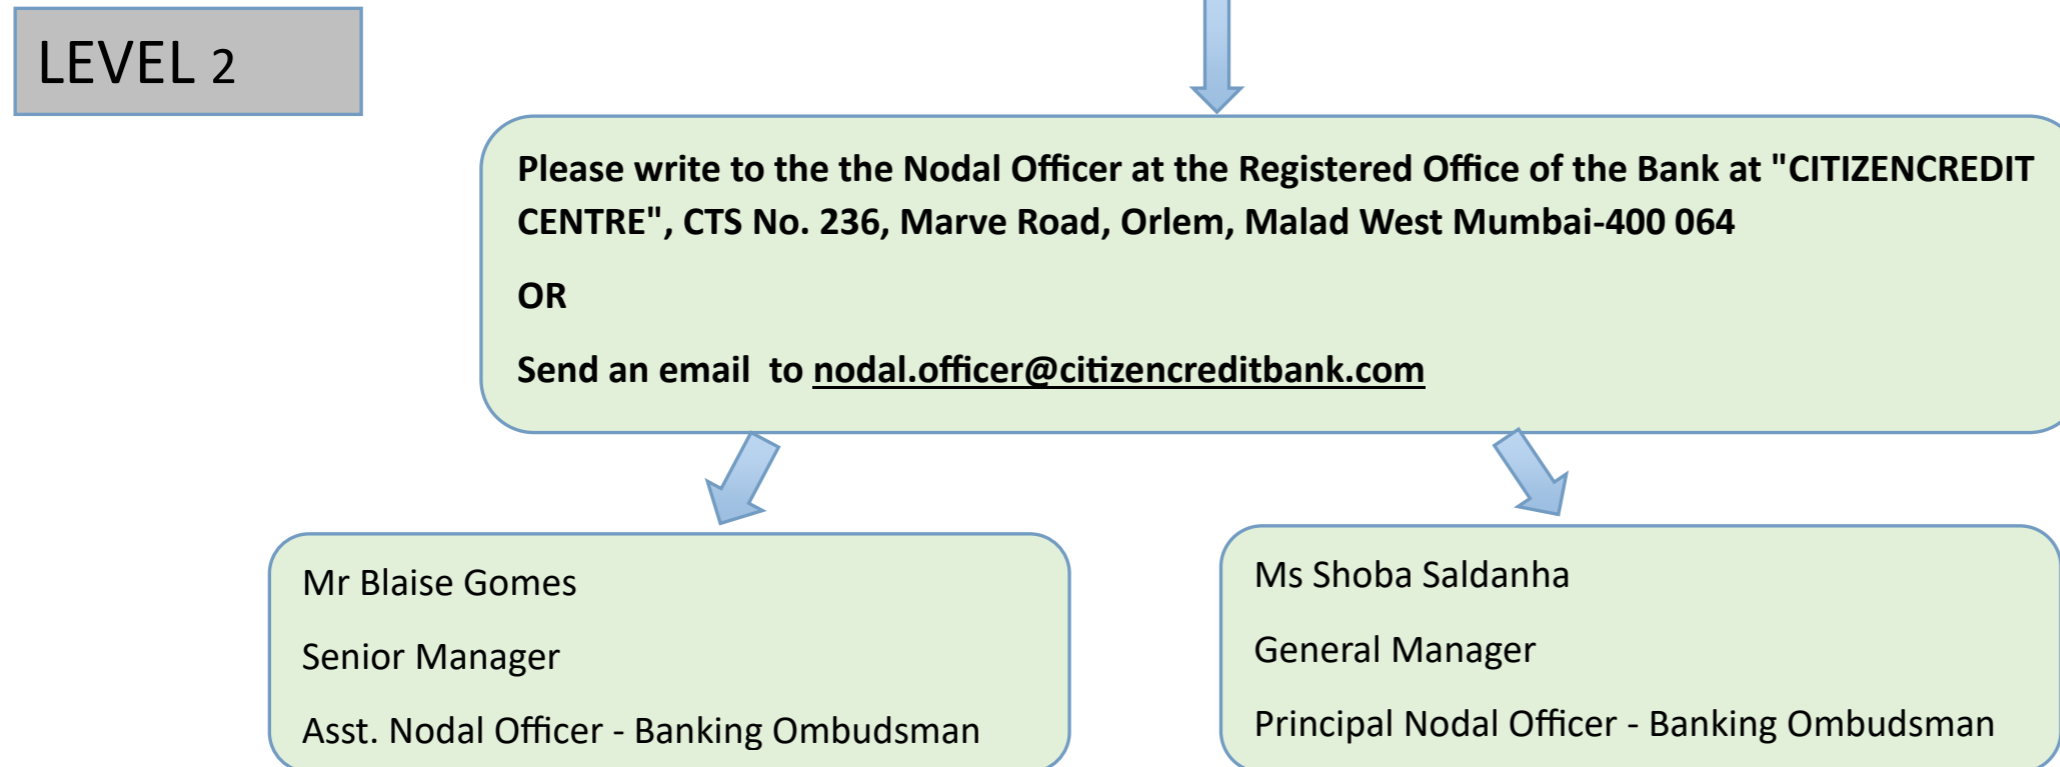 LEVEL 2
Please write to the the Nodal Officer at the Registered Office of the Bank at "CITIZENCREDIT
CENTRE", CTS No. 236, Marve Road, Orlem, Malad West Mumbai-400 064
OR
Send an email  to nodal.officer@citizencreditbank.com
Mr Blaise Gomes
Senior Manager
Asst. Nodal Officer - Banking Ombudsman
Ms Shoba Saldanha
General Manager
Principal Nodal Officer - Banking Ombudsman